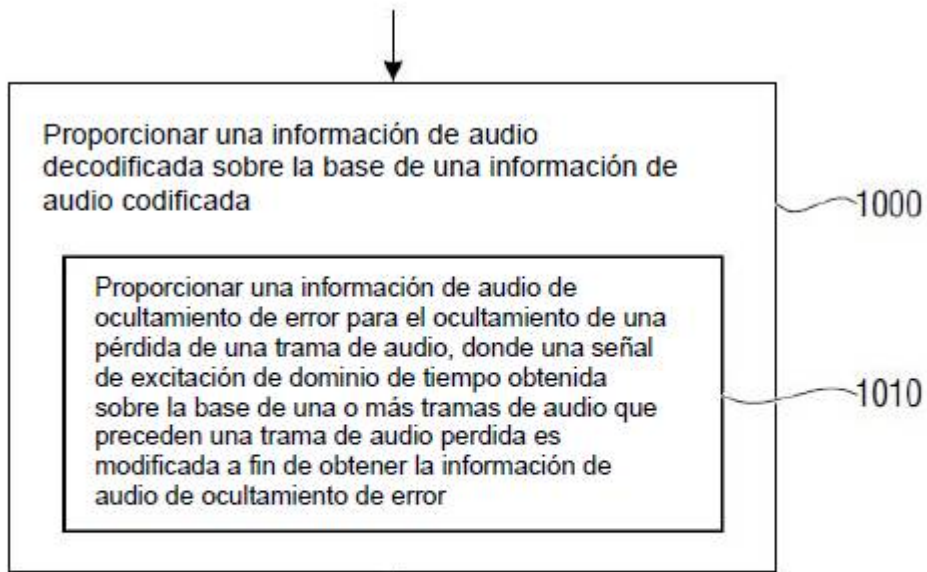 Proporcionar una información de audio
decodificada sobre la base de una información de
audio codificada
1000
Proporcionar una información de audio de
ocultamiento de error para el ocultamiento de una
pérdida de una trama de audio, donde una señal
de excitación de dominio de tiempo obtenida
sobre la base de una o más tramas de audio que
preceden una trama de audio perdida es
modificada a fin de obtener la información de
audio de ocultamiento de error
1010